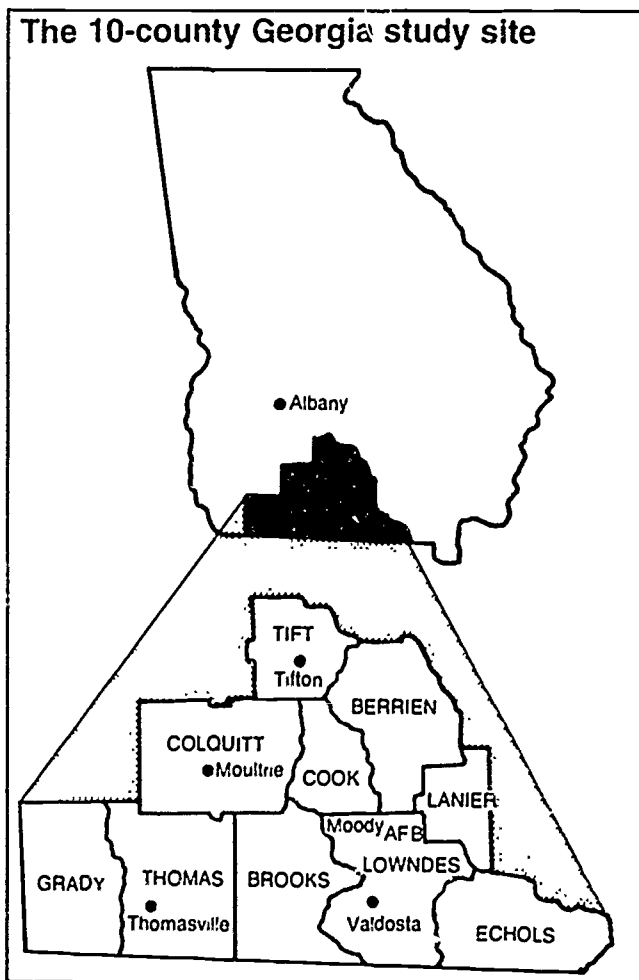 The 10-county Georgia study site
Albany
TIFT
Tifton
BERRIEN
COLQUITT
Moultrie
COOK
LANIER
Moody AFB
GRADY
THOMAS
BROOKS
LOWNDES
Thomasville
Valdosta
ECHOLS